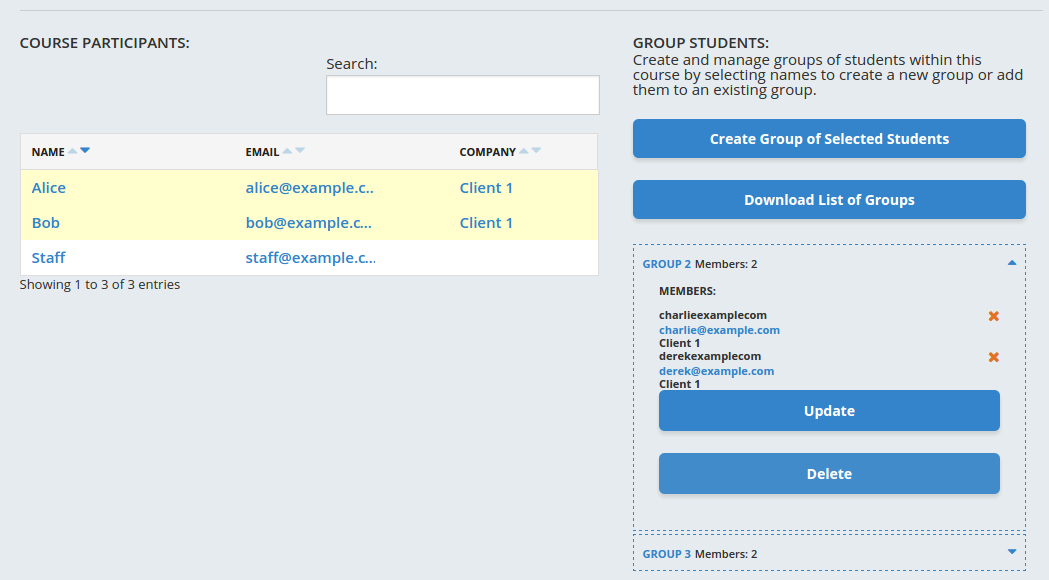 COURSE PARTICIPANTS:
Search:
NAME EMAIL COMPANY
Alice alice@example.c.. Client 1
Bob bob@example.c... Client 1
Staff staff@example.c...
Showing 1 to 3 of 3 entries
GROUP STUDENTS:
Create and manage groups of students within this
course by selecting names to create a new group or add
them to an existing group.
Create Group of Selected Students
Download List of Groups
GROUP 2 Members: 2
MEMBERS:
charlieexamplecom
charlie@example.com
Client 1
derekexamplecom
derek@example.com
Client 1
Update
Delete
GROUP 3 Members: 2